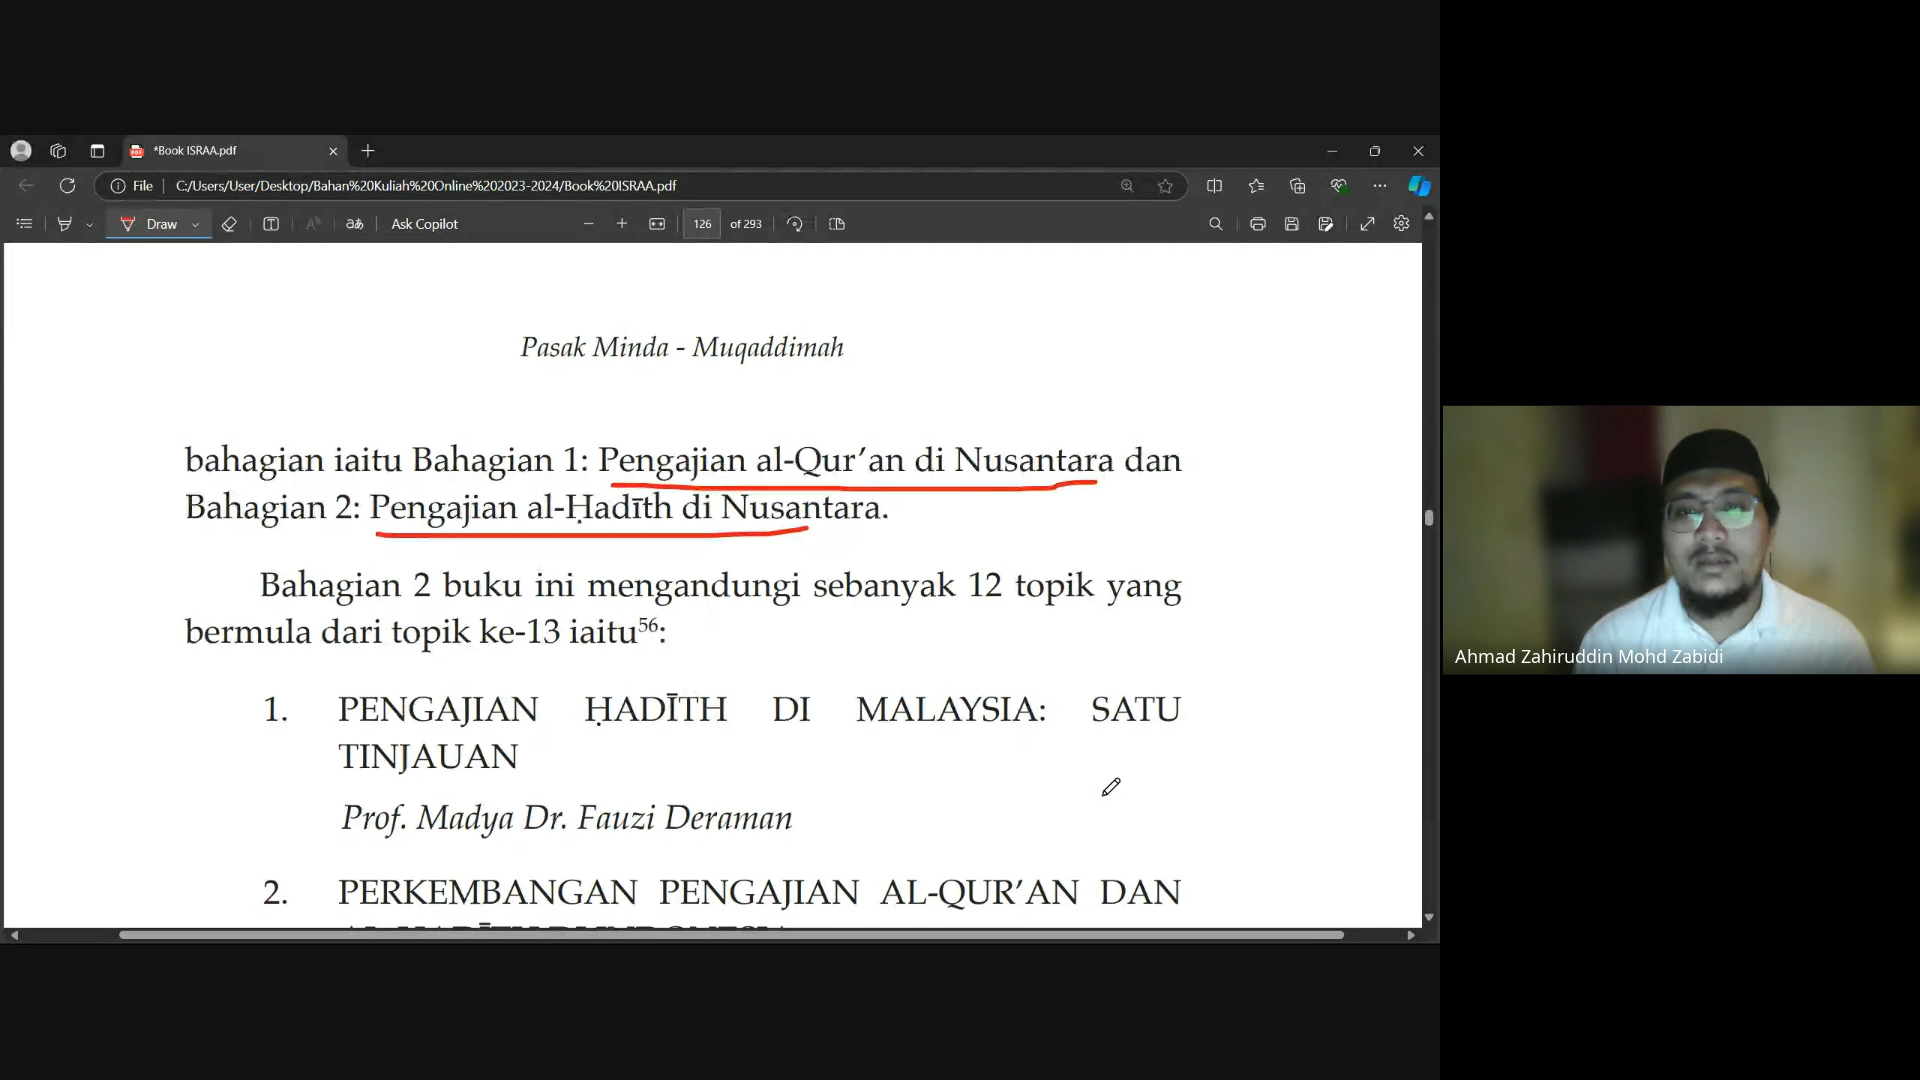 *Book ISRAA.pdf
File
C:/Users/User/Desktop/Bahan%20Kuliah%20Online%202023-2024/Book%20ISRAA.pdf
Draw
aあ
Ask Copilot
126 of 293
Pasak Minda - Muqaddimah
bahagian iaitu Bahagian 1: Pengajian al-Qur’an di Nusantara dan
Bahagian 2: Pengajian al-Ḥadīth di Nusantara.
Bahagian 2 buku ini mengandungi sebanyak 12 topik yang
bermula dari topik ke-13 iaitu56:
1. PENGAJIAN ḤADĪTH DI MALAYSIA: SATU
TINJAUAN
Prof. Madya Dr. Fauzi Deraman
2. PERKEMBANGAN PENGAJIAN AL-QUR’AN DAN
Ahmad Zahiruddin Mohd Zabidi